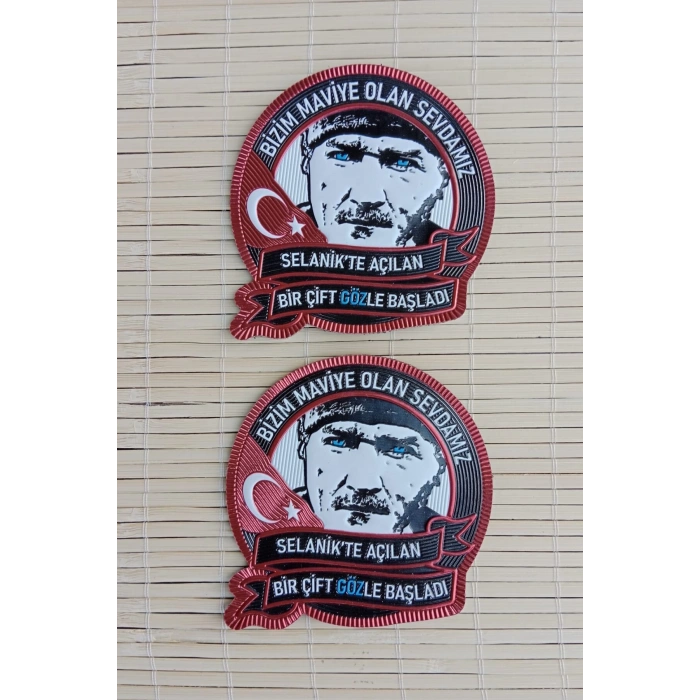 BİZİM MAVİYE OLAN SEVDAMIZ
SELANİK'TE AÇILAN
BİR ÇİFT GÖZLE BAŞLADI
BİZİM MAVİYE OLAN SEVDAMIZ
SELANİK'TE AÇILAN
BİR ÇİFT GÖZLE BAŞLADI